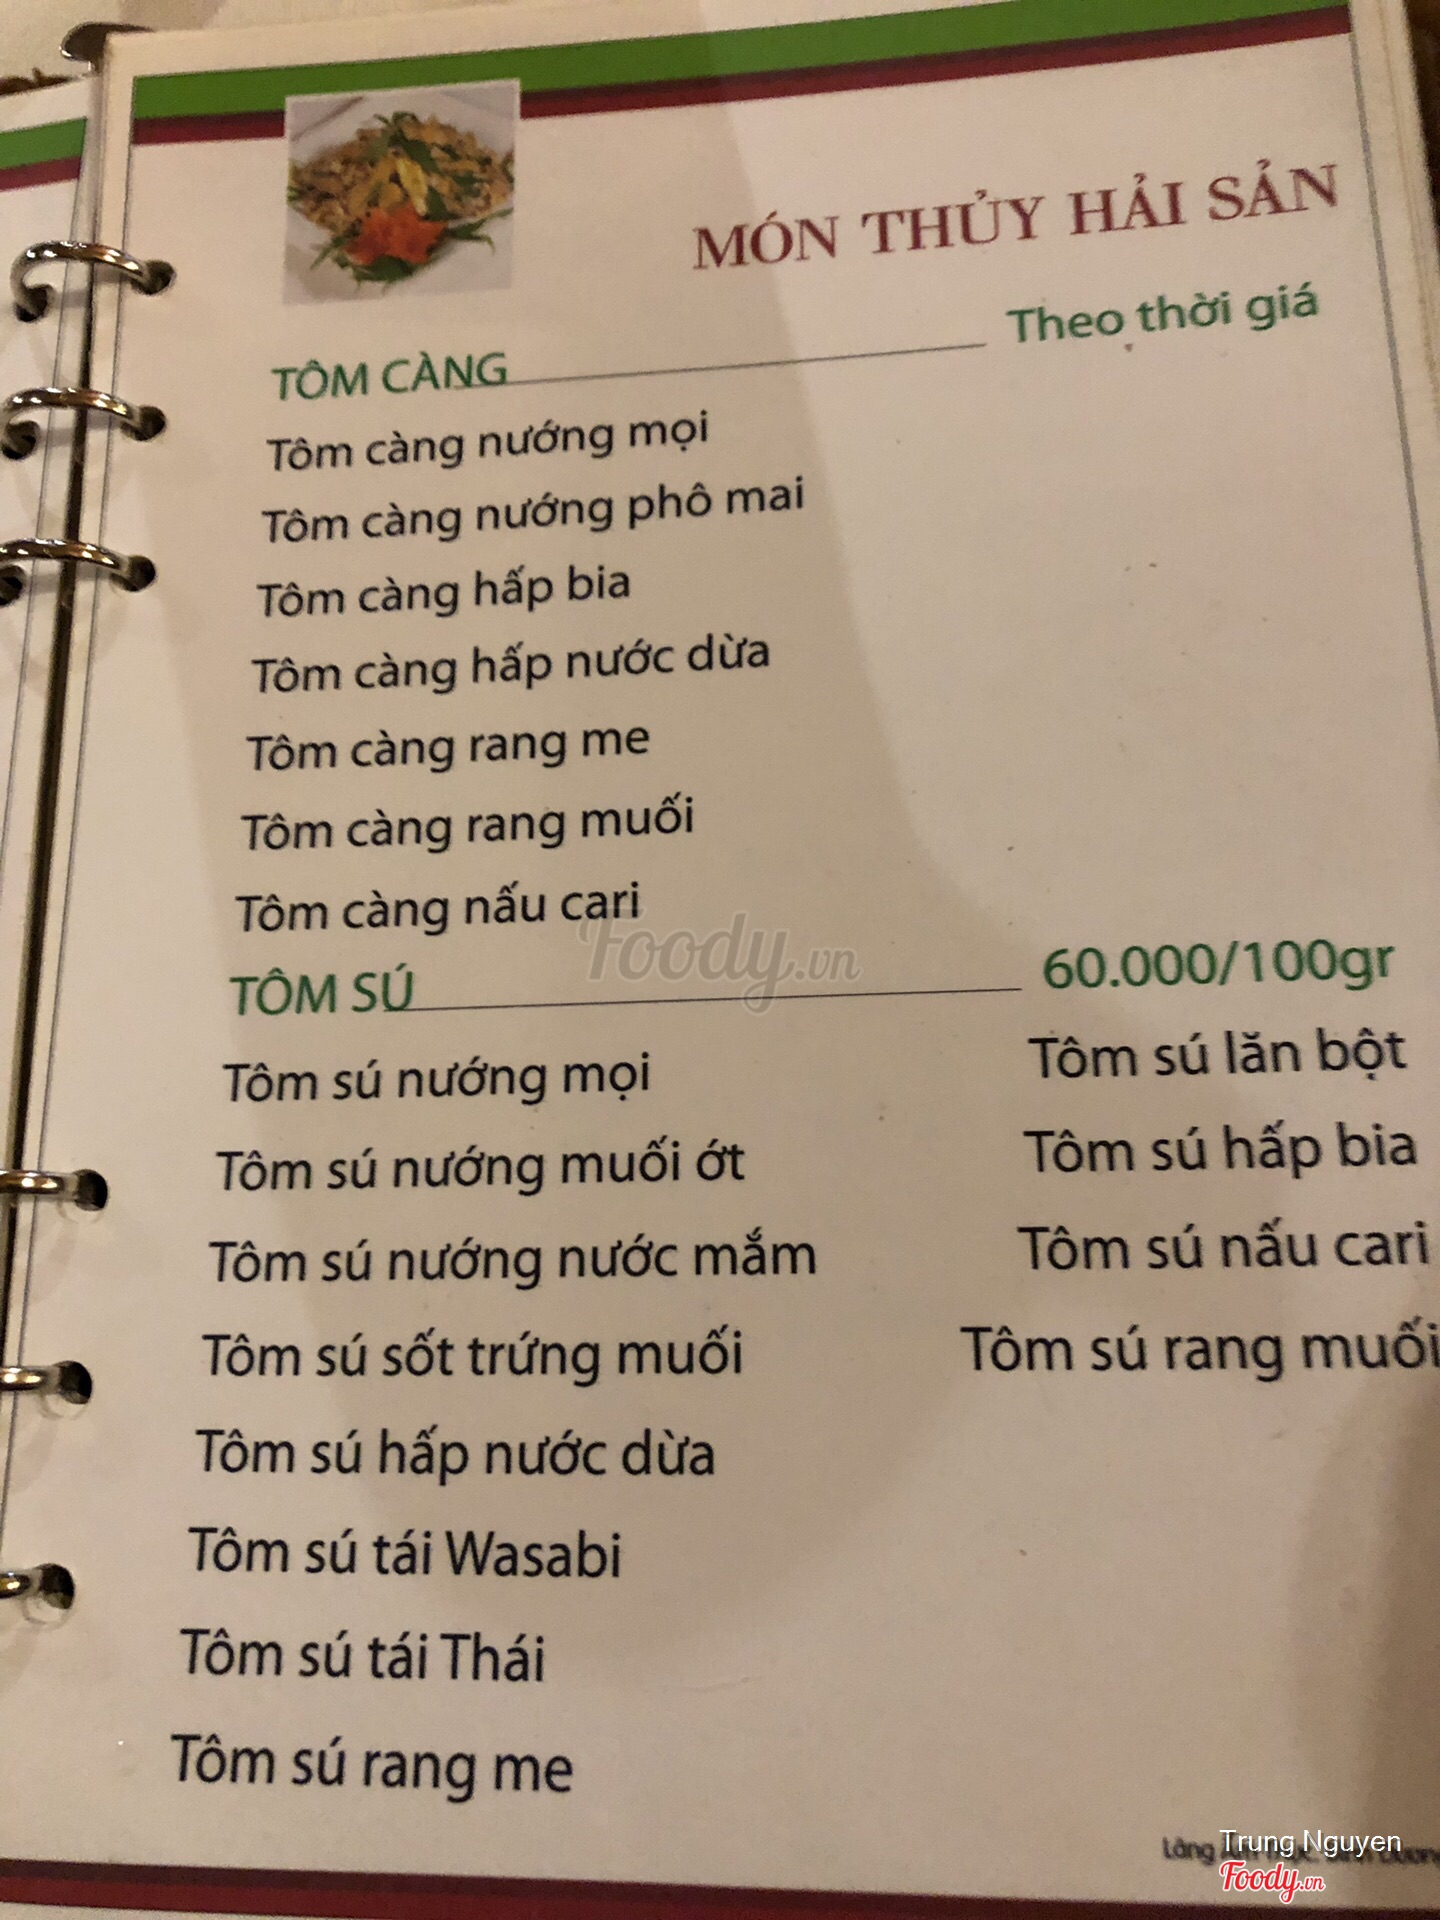 MÓN THỦY HẢI SẢN
TÔM CÀNG Theo thời giá
Tôm càng nướng mọi
Tôm càng nướng phô mai
Tôm càng hấp bia
Tôm càng hấp nước dừa
Tôm càng rang me
Tôm càng rang muối
Tôm càng nấu cari
Foody.vn
TÔM SÚ 60.000/100gr
Tôm sú nướng mọi Tôm sú lăn bột
Tôm sú nướng muối ớt Tôm sú hấp bia
Tôm sú nướng nước mắm Tôm sú nấu cari
Tôm sú sốt trứng muối Tôm sú rang muối
Tôm sú hấp nước dừa
Tôm sú tái Wasabi
Tôm sú tái Thái
Tôm sú rang me
Làng
Trung Nguyen
Foody.vn